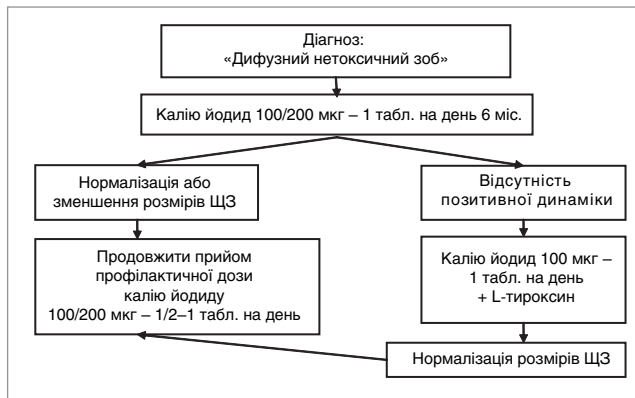 Діагноз:
«Дифузний нетоксичний зоб»
Калію йодид 100/200 мкг – 1 табл. на день 6 міс.
Нормалізація або
зменшення розмірів ЩЗ
Продовжити прийом
профілактичної дози
калію йодиду
100/200 мкг – 1/2–1 табл. на день
Відсутність
позитивної динаміки
Калію йодид 100 мкг –
1 табл. на день
+ L-тироксин
Нормалізація розмірів ЩЗ